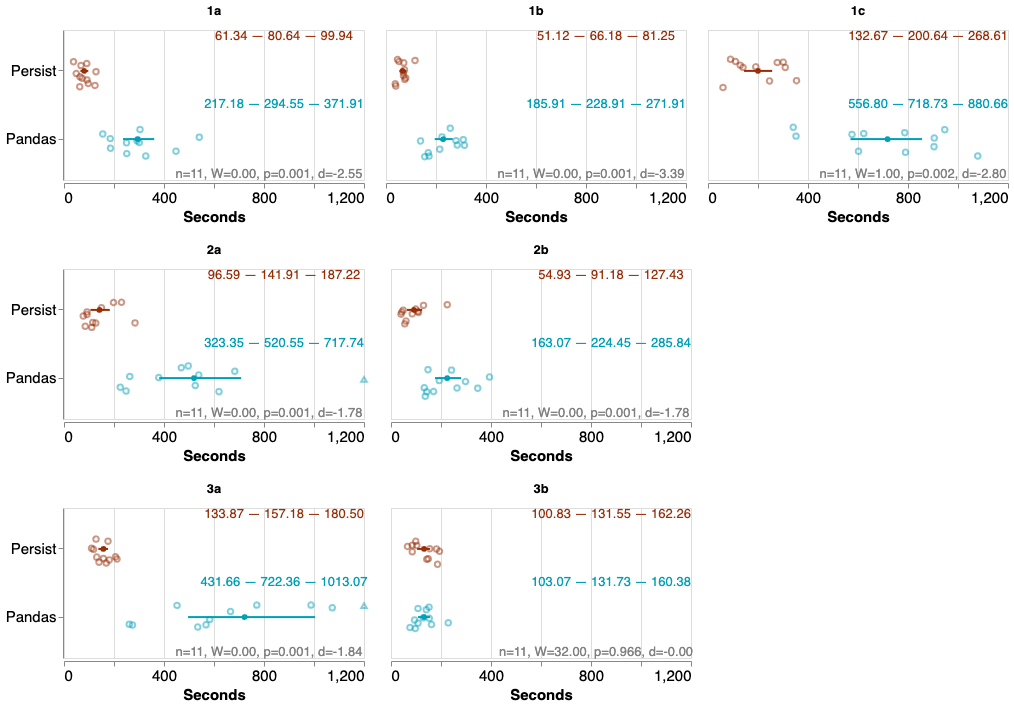 1a
1b
1c
61.34 — 80.64 — 99.94
51.12 — 66.18 — 81.25
132.67 — 200.64 — 268.61
Persist
217.18 — 294.55 — 371.91
185.91 — 228.91 — 271.91
556.80 — 718.73 — 880.66
Pandas
n=11, W=0.00, p=0.001, d=-2.55
n=11, W=0.00, p=0.001, d=-3.39
n=11, W=1.00, p=0.002, d=-2.80
0 400 800 1,200
0 400 800 1,200
0 400 800 1,200
Seconds
Seconds
Seconds
2a
2b
96.59 — 141.91 — 187.22
54.93 — 91.18 — 127.43
Persist
323.35 — 520.55 — 717.74
163.07 — 224.45 — 285.84
Pandas
n=11, W=0.00, p=0.001, d=-1.78
n=11, W=0.00, p=0.001, d=-1.78
0 400 800 1,200
0 400 800 1,200
Seconds
Seconds
3a
3b
133.87 — 157.18 — 180.50
100.83 — 131.55 — 162.26
Persist
431.66 — 722.36 — 1013.07
103.07 — 131.73 — 160.38
Pandas
n=11, W=0.00, p=0.001, d=-1.84
n=11, W=32.00, p=0.966, d=-0.00
0 400 800 1,200
0 400 800 1,200
Seconds
Seconds